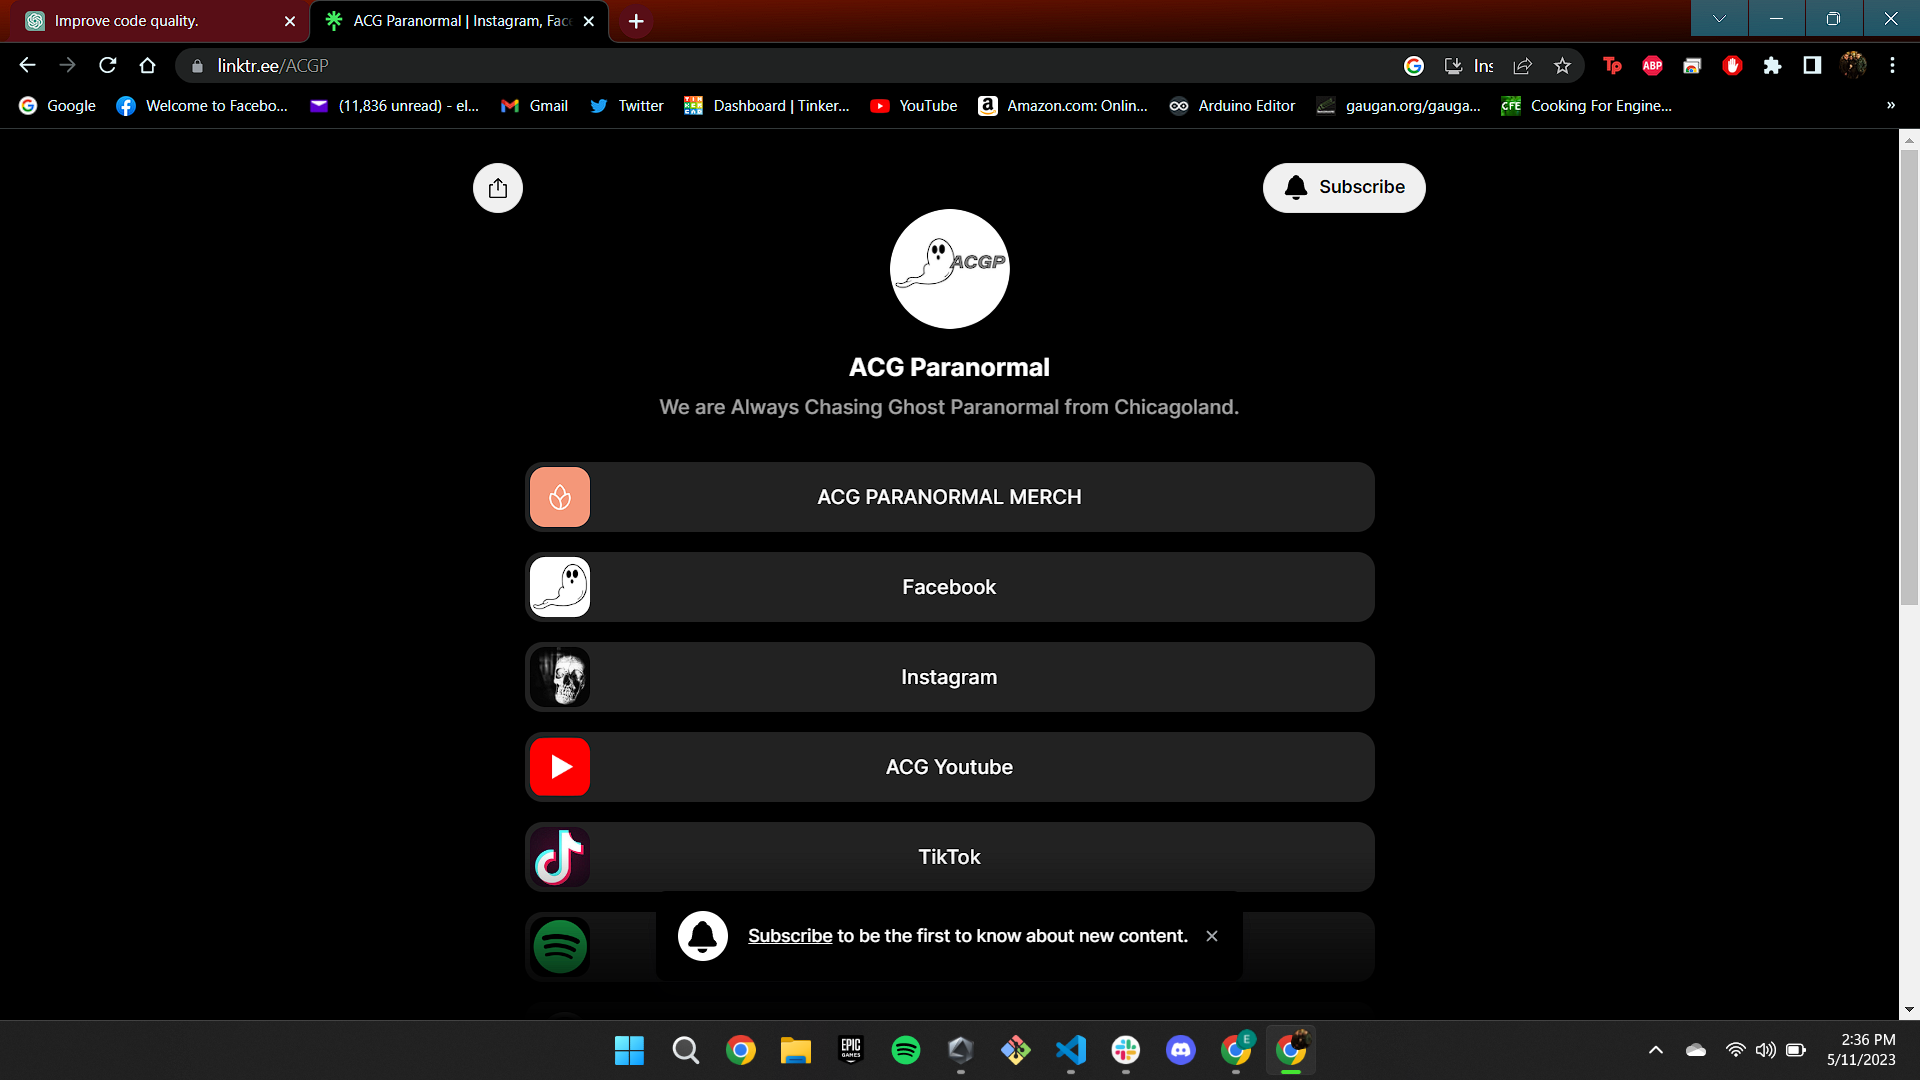 Improve code quality.
ACG Paranormal | Instagram, Fac
linktr.ee/ACGP
Ins
Tp
ABP
Google
Welcome to Facebo...
(11,836 unread) - el...
Gmail
Twitter
Dashboard | Tinker...
YouTube
Amazon.com: Onlin...
Arduino Editor
gaugan.org/gauga...
CFE
Cooking For Engine...
»
Subscribe
ACGP
ACG Paranormal
We are Always Chasing Ghost Paranormal from Chicagoland.
ACG PARANORMAL MERCH
Facebook
Instagram
ACG Youtube
TikTok
Subscribe to be the first to know about new content.
EPIC
GAMES
E
2:36 PM
5/11/2023